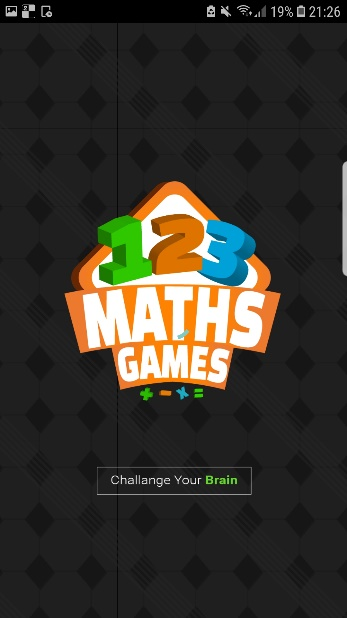 19% 21:26
123
MATHS
GAMES
+ - × =
Challange Your Brain